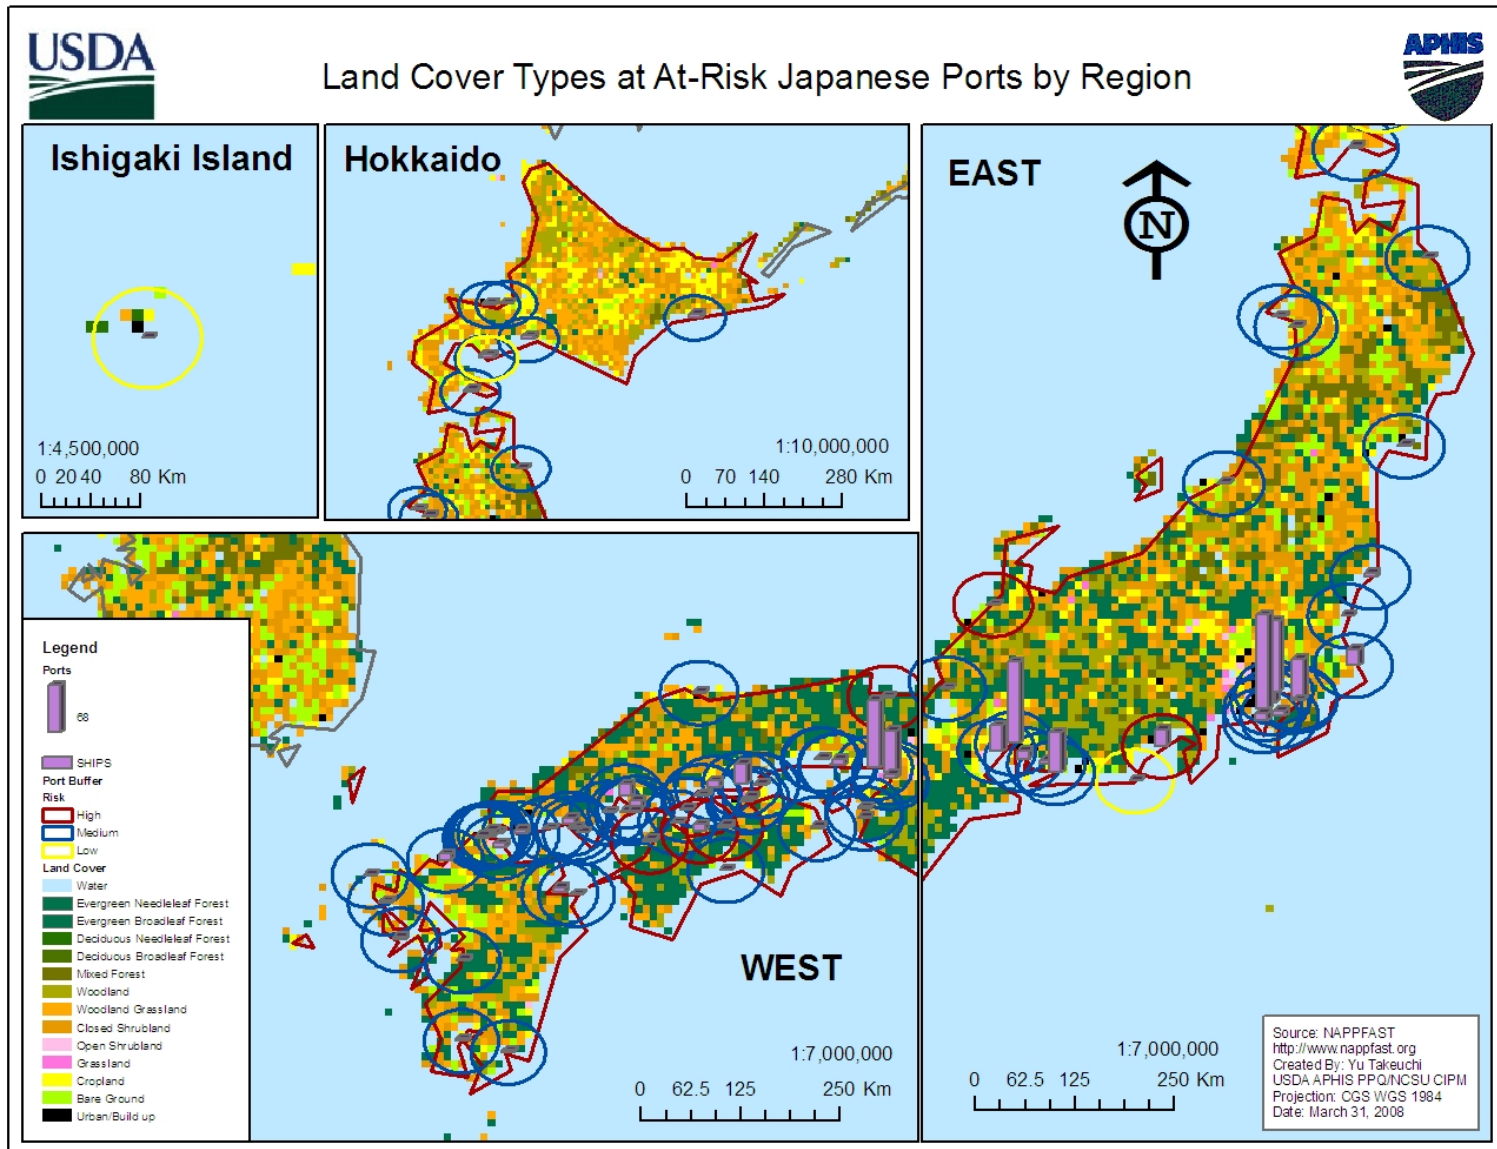 USDA
Land Cover Types at At-Risk Japanese Ports by Region
APHIS
Ishigaki Island
1:4,500,000
0 20 40 80 Km
Hokkaido
1:10,000,000
0 70 140 280 Km
EAST
N
1:7,000,000
0 62.5 125 250 Km
WEST
1:7,000,000
0 62.5 125 250 Km
Legend
Ports
68
SHIPS
Port Buffer
Risk
High
Medium
Low
Land Cover
Water
Evergreen Needleleaf Forest
Evergreen Broadleaf Forest
Deciduous Needleleaf Forest
Deciduous Broadleaf Forest
Mixed Forest
Woodland
Woodland Grassland
Closed Shrubland
Open Shrubland
Grassland
Cropland
Bare Ground
Urban/Build up
Source: NAPPFAST
http://www.nappfast.org
Created By: Yu Takeuchi
USDA APHIS PPQ/NCSU CIPM
Projection: CGS WGS 1984
Date: March 31, 2008